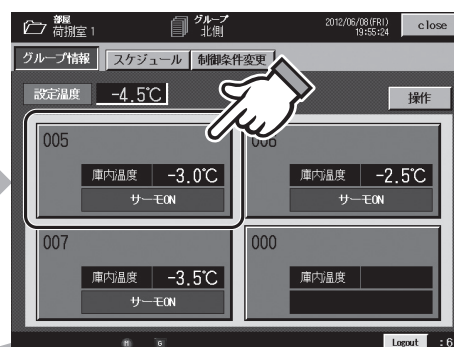 部屋
荷捌室1
グループ
北側
2012/06/08(FRI)
19:55:24
close
グループ情報
スケジュール
制御条件変更
設定温度 -4.5℃
操作
005
庫内温度 -3.0℃
サーモON
006
庫内温度 -2.5℃
サーモON
007
庫内温度 -3.5℃
サーモON
000
庫内温度
Logout